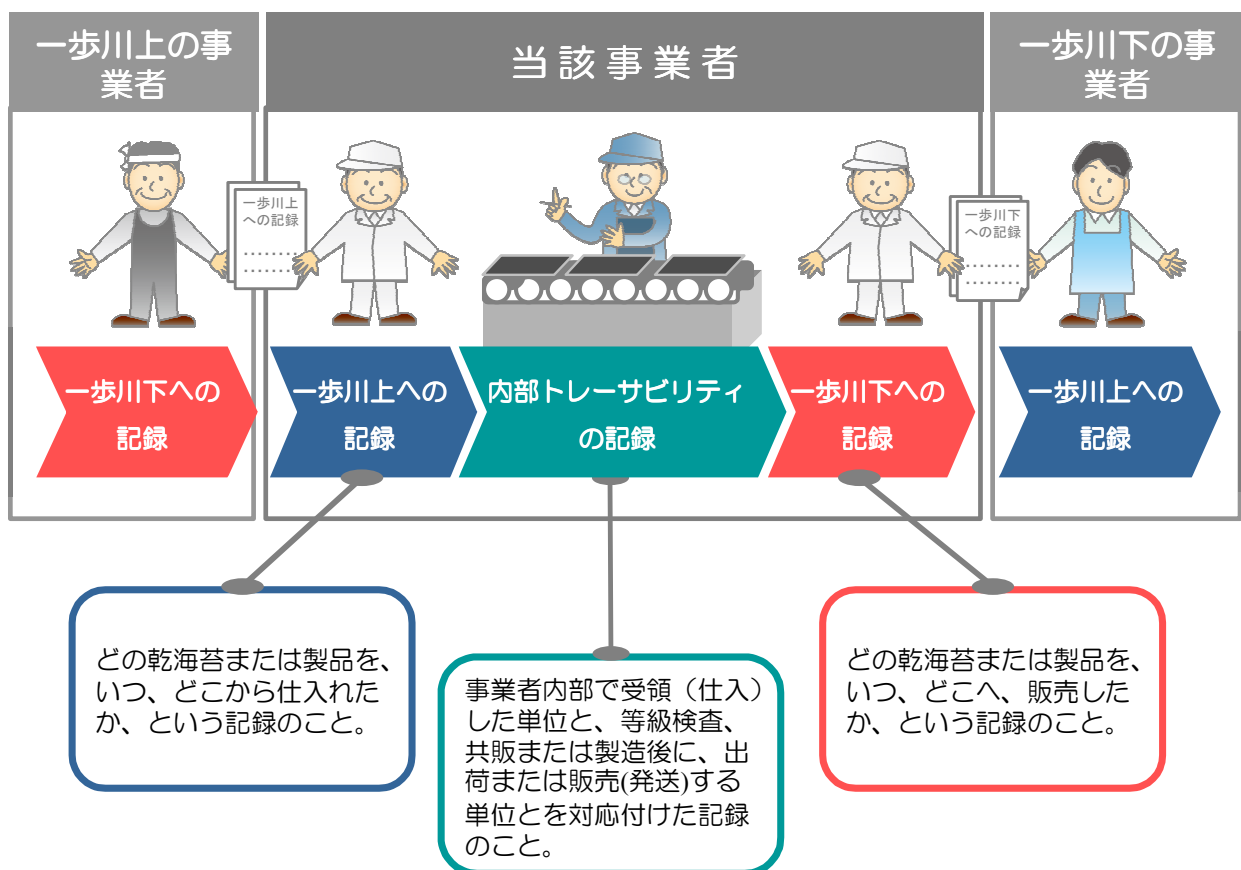 一歩川上の事
業者
当該事業者
一歩川下の事
業者
一歩川上
への記録
………
………
一歩川下
への記録
………
………
一歩川下への
記録
一歩川上への
記録
内部トレーサビリティ
の記録
一歩川下への
記録
一歩川上への
記録
どの乾海苔または製品を、
いつ、どこから仕入れた
か、という記録のこと。
事業者内部で受領（仕入）
した単位と、等級検査、
共販または製造後に、出
荷または販売(発送)する
単位とを対応付けた記録
のこと。
どの乾海苔または製品を、
いつ、どこへ、販売した
か、という記録のこと。